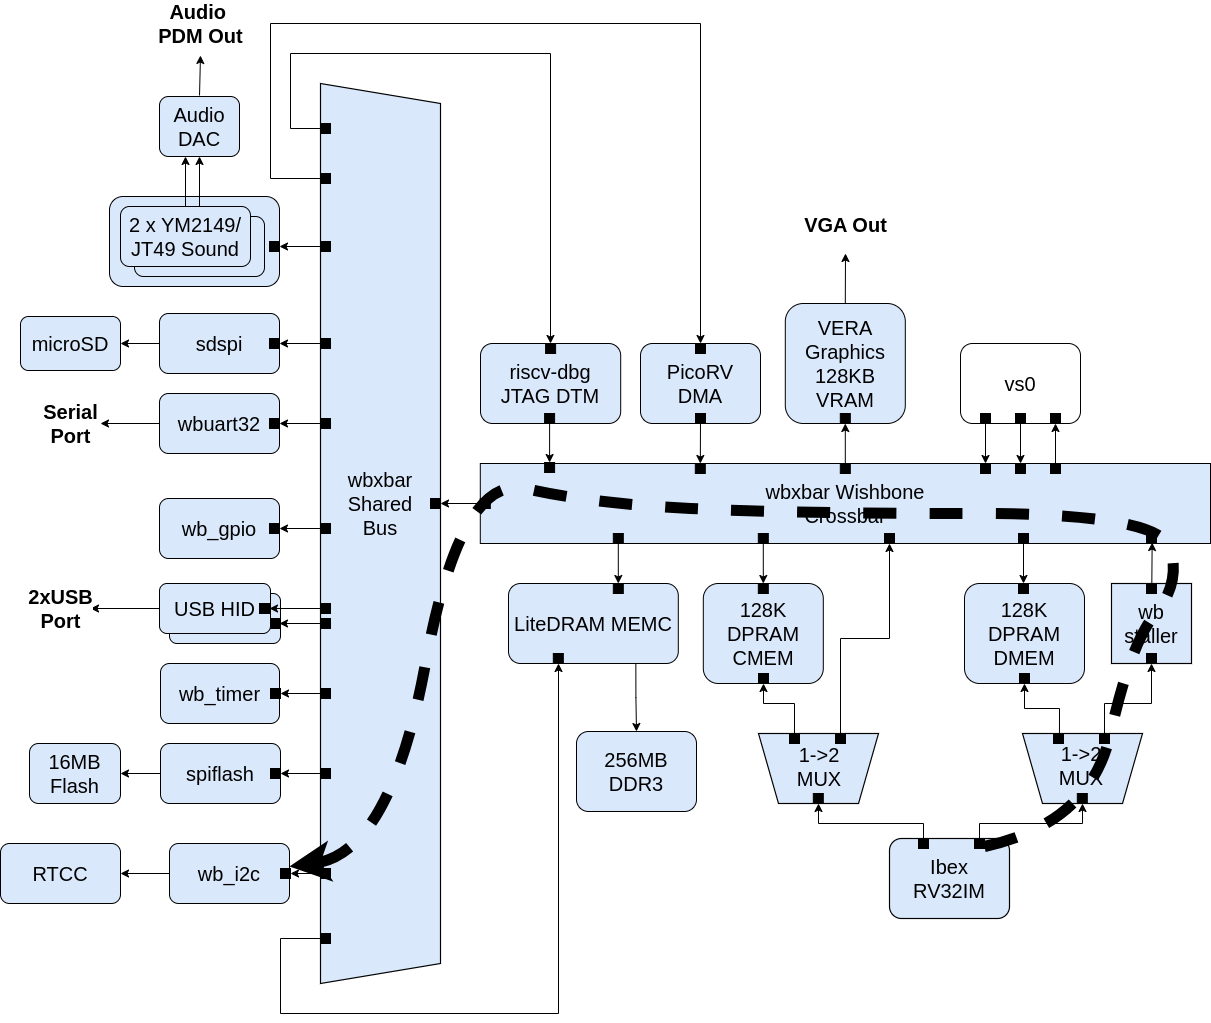 Audio
PDM Out
Audio
DAC
2 x YM2149/
JT49 Sound
microSD
sdspi
Serial
Port
wbuart32
wb_gpio
2xUSB
Port
USB HID
wb_timer
16MB
Flash
spiflash
RTCC
wb_i2c
wbxbar
Shared
Bus
riscv-dbg
JTAG DTM
PicoRV
DMA
VGA Out
VERA
Graphics
128KB
VRAM
vs0
wbxbar Wishbone
Crossbar
LiteDRAM MEMC
256MB
DDR3
128K
DPRAM
CMEM
128K
DPRAM
DMEM
wb
staller
1->2
MUX
1->2
MUX
Ibex
RV32IM